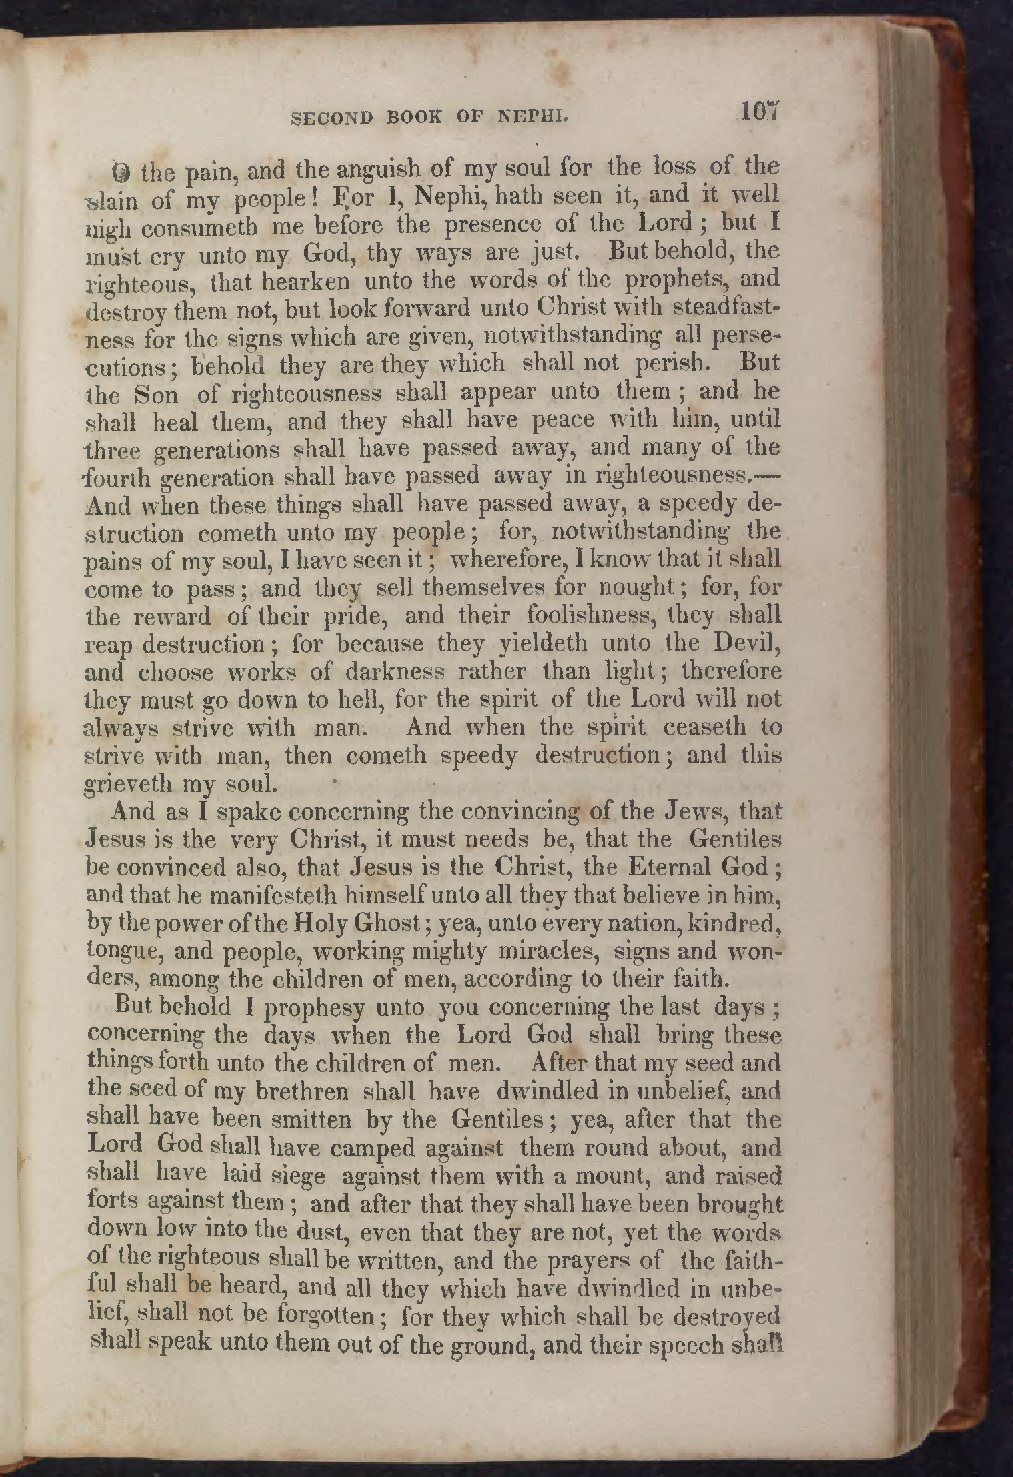 SECOND BOOK OF NEPHI. 107
O the pain, and the anguish of my soul for the loss of the
slain of my people! For I, Nephi, hath seen it, and it well
nigh consumeth me before the presence of the Lord; but I
must cry unto my God, thy ways are just. But behold, the
righteous, that hearken unto the words of the prophets, and
destroy them not, but look forward unto Christ with steadfast-
ness for the signs which are given, notwithstanding all perse-
cutions; behold they are they which shall not perish. But
the Son of righteousness shall appear unto them; and he
shall heal them, and they shall have peace with him, until
three generations shall have passed away, and many of the
fourth generation shall have passed away in righteousness.—
And when these things shall have passed away, a speedy de-
struction cometh unto my people; for, notwithstanding the
pains of my soul, I have seen it; wherefore, I know that it shall
come to pass; and they sell themselves for nought; for, for
the reward of their pride, and their foolishness, they shall
reap destruction; for because they yieldeth unto the Devil,
and choose works of darkness rather than light; therefore
they must go down to hell, for the spirit of the Lord will not
always strive with man. And when the spirit ceaseth to
strive with man, then cometh speedy destruction; and this
grieveth my soul.
And as I spake concerning the convincing of the Jews, that
Jesus is the very Christ, it must needs be, that the Gentiles
be convinced also, that Jesus is the Christ, the Eternal God;
and that he manifesteth himself unto all they that believe in him,
by the power of the Holy Ghost; yea, unto every nation, kindred,
tongue, and people, working mighty miracles, signs and won-
ders, among the children of men, according to their faith.
But behold I prophesy unto you concerning the last days;
concerning the days when the Lord God shall bring these
things forth unto the children of men. After that my seed and
the seed of my brethren shall have dwindled in unbelief, and
shall have been smitten by the Gentiles; yea, after that the
Lord God shall have camped against them round about, and
shall have laid siege against them with a mount, and raised
forts against them; and after that they shall have been brought
down low into the dust, even that they are not, yet the words
of the righteous shall be written, and the prayers of the faith-
ful shall be heard, and all they which have dwindled in unbe-
lief, shall not be forgotten; for they which shall be destroyed
shall speak unto them out of the ground, and their speech shall